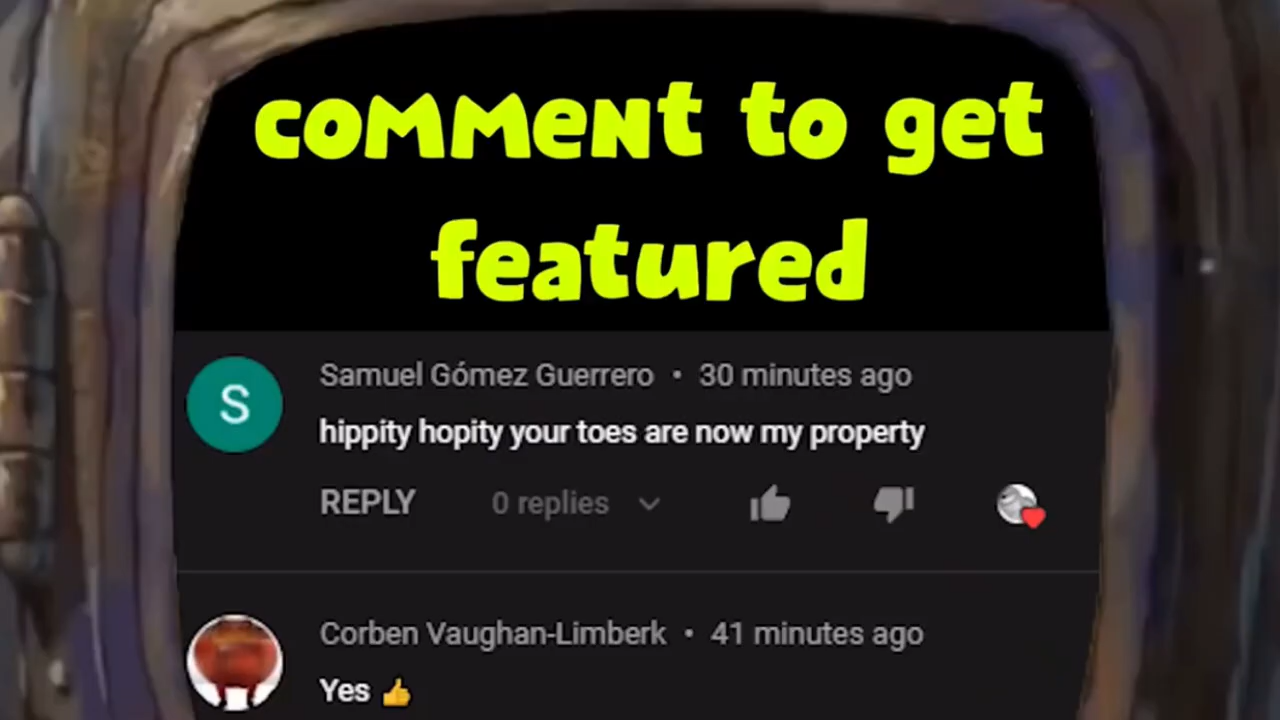 comment to get
featured
S
Samuel Gómez Guerrero • 30 minutes ago
hippity hopity your toes are now my property
REPLY 0 replies
Corben Vaughan-Limberk • 41 minutes ago
Yes 👍